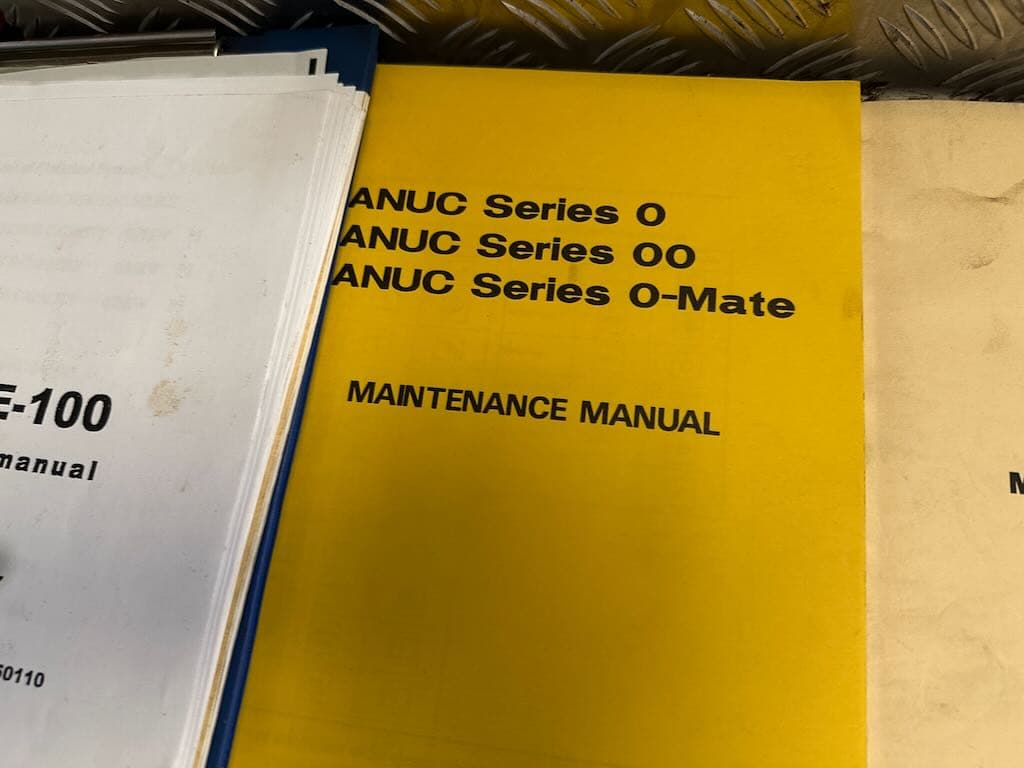 E-100
manual
50110
ANUC Series 0
ANUC Series 00
ANUC Series 0-Mate
MAINTENANCE MANUAL
M